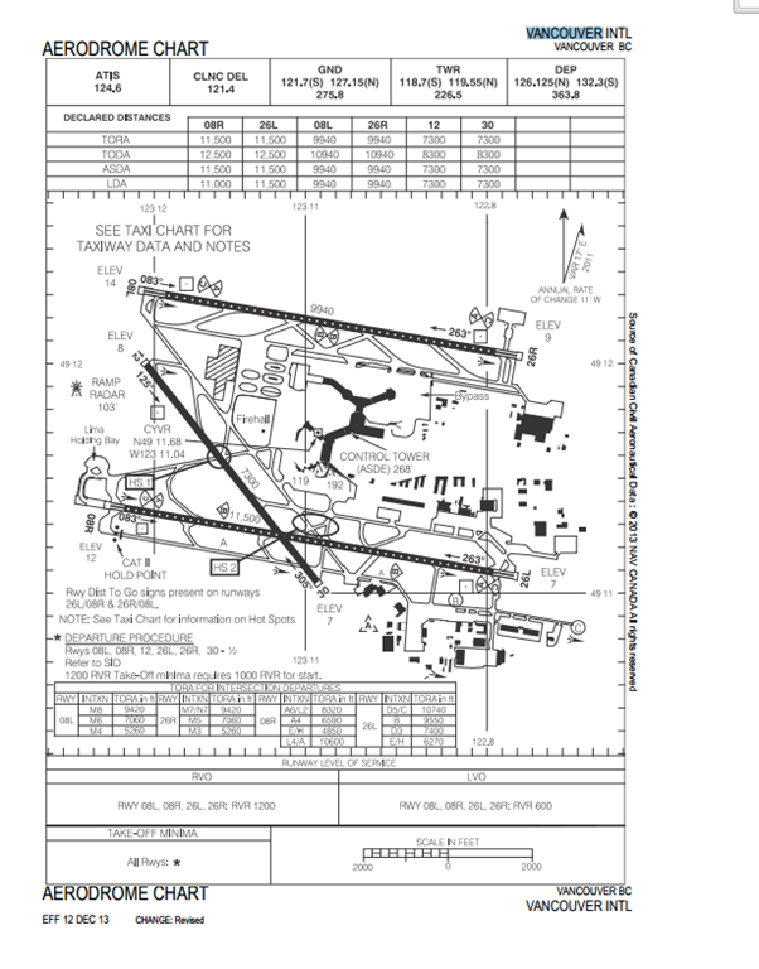 VANCOUVER INTL
AERODROME CHART
VANCOUVER BC
ATIS
124.6
CLNC DEL
121.4
GND
121.7(S) 127.15(N)
275.8
TWR
118.7(S) 119.55(N)
226.5
DEP
126.125(N) 132.3(S)
363.8
DECLARED DISTANCES
08R 26L 08L 26R 12 30
TORA 11,500 11,500 9940 9940 7300 7300
TODA 12,500 12,500 10940 10940 8300 8300
ASDA 11,500 11,500 9940 9940 7300 7300
LDA 11,000 11,500 9940 9940 7300 7300
123 12
123 11
122.8
SEE TAXI CHART FOR
TAXIWAY DATA AND NOTES
VAR 17° E
2011
ANNUAL RATE
OF CHANGE 11' W
ELEV
14
08L
083°
9940
263°
ELEV
9
26R
ELEV
8
12
125°
49 12
49 12
RAMP
RADAR
103'
Bypass
Lima
Holding Bay
CYVR
N49 11.68
W123 11.04
Firehall
CONTROL TOWER
(ASDE) 268'
HS 1
7300
119
192
08R
083°
11,500
A
ELEV
12
CAT III
HOLD POINT
HS 2
263°
26L
ELEV
7
305°
30
A
B
C
49 11
ELEV
7
Rwy Dist To Go signs present on runways
26L/08R & 26R/08L.
NOTE: See Taxi Chart for information on Hot Spots
* DEPARTURE PROCEDURE
Rwys 08L, 08R, 12, 26L, 26R, 30 - ½
Refer to SID
1200 RVR Take-Off minima requires 1000 RVR for start.
123 11
TORA FOR INTERSECTION DEPARTURES
RWY INTXN TORA in ft RWY INTXN TORA in ft RWY INTXN TORA in ft RWY INTXN TORA in ft
M8 9420 M7/N7 9420 A6/L2 8320 D5/C 10740
08L M6 7060 26R M5 7060 08R A4 6590 26L B 9550
M4 5260 M3 5260 E/H 4850 D3 7400
L4/A 10600 E/H 6270
122.8
RUNWAY LEVEL OF SERVICE
RVO
LVO
RWY 08L, 08R, 26L, 26R: RVR 1200
RWY 08L, 08R, 26L, 26R: RVR 600
TAKE-OFF MINIMA
All Rwys: *
SCALE IN FEET
2000 0 2000
Source of Canadian Civil Aeronautical Data : © 2013 NAV CANADA All rights reserved
AERODROME CHART
VANCOUVER BC
VANCOUVER INTL
EFF 12 DEC 13 CHANGE: Revised